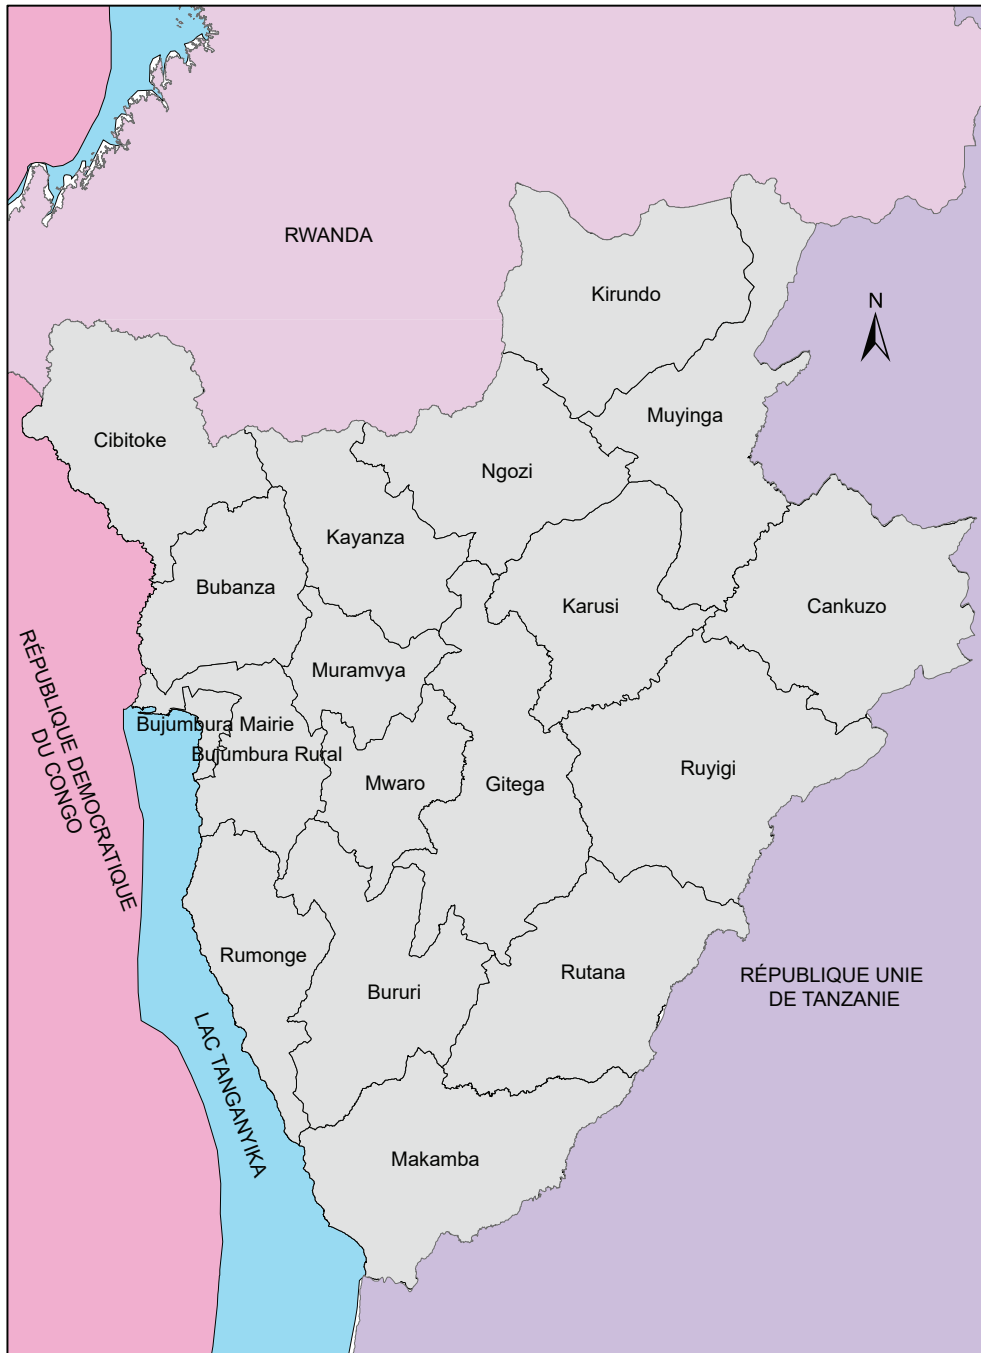 RWANDA
Kirundo
N
Muyinga
Cibitoke
Ngozi
Kayanza
Bubanza
Karusi
Cankuzo
Muramvya
RÉPUBLIQUE DEMOCRATIQUE
DU CONGO
Bujumbura Mairie
Bujumbura Rural
Mwaro
Gitega
Ruyigi
Rumonge
Bururi
Rutana
RÉPUBLIQUE UNIE
DE TANZANIE
LAC TANGANYIKA
Makamba